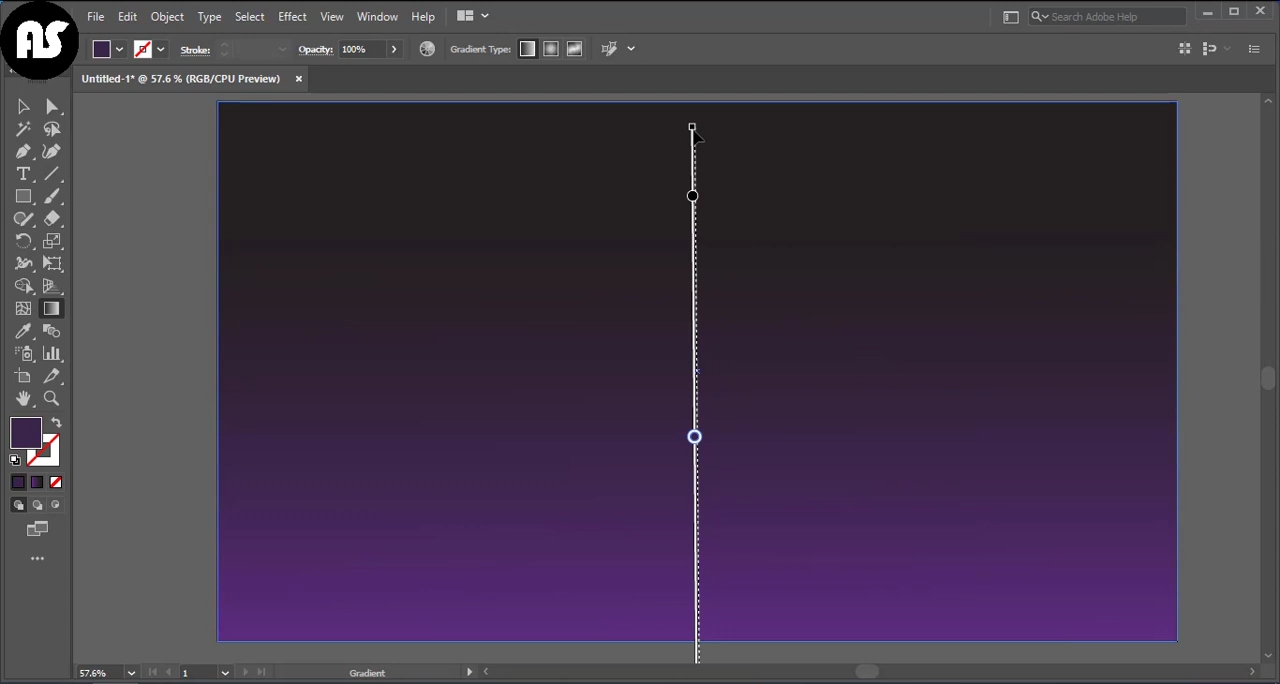 AS
File Edit Object Type Select Effect View Window Help
Search Adobe Help
Stroke: Opacity: 100% Gradient Type:
Untitled-1* @ 57.6 % (RGB/CPU Preview) ×
T
57.6% 1 Gradient